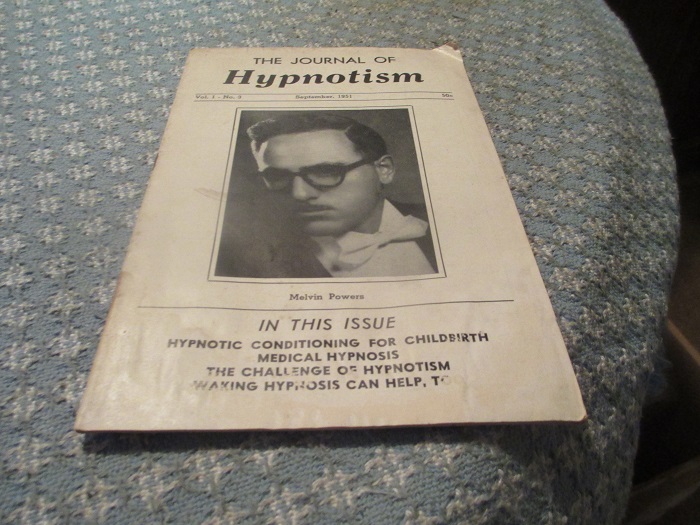 THE JOURNAL OF
Hypnotism
Vol. 1 - No. 3 September, 1951 50c
Melvin Powers
IN THIS ISSUE
HYPNOTIC CONDITIONING FOR CHILDBIRTH
MEDICAL HYPNOSIS
THE CHALLENGE OF HYPNOTISM
WAKING HYPNOSIS CAN HELP,